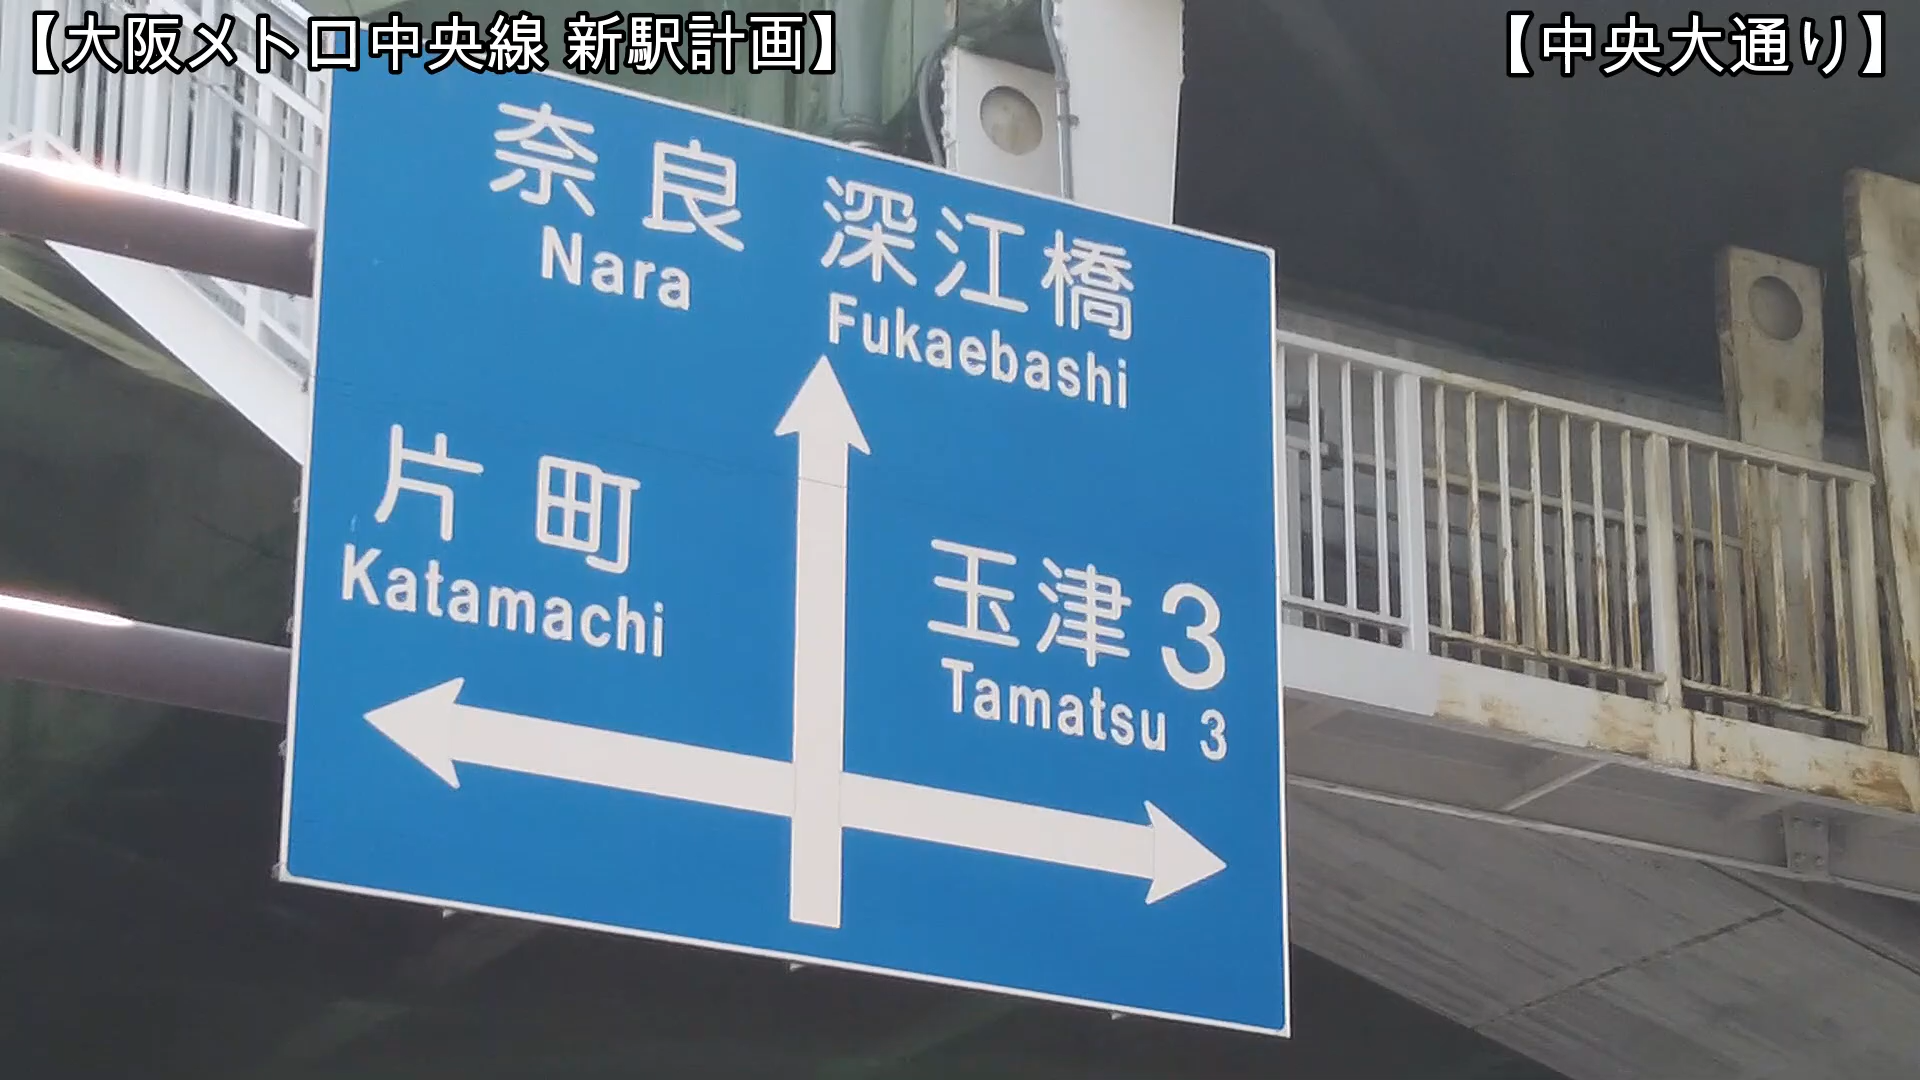 【大阪メトロ中央線 新駅計画】
【中央大通り】
奈良 深江橋
Nara Fukaebashi
片町
Katamachi
玉津3
Tamatsu 3